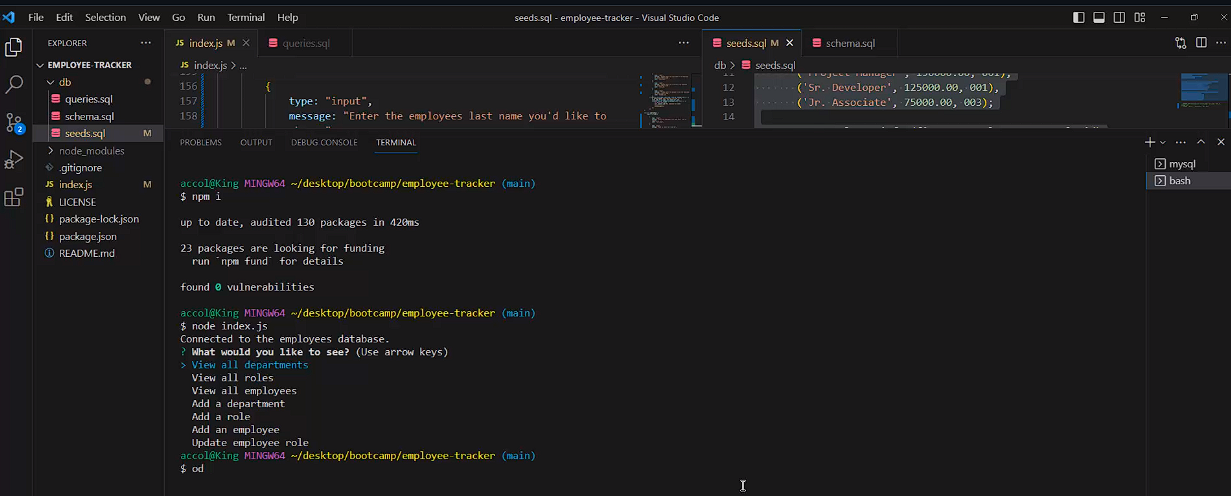 File Edit Selection View Go Run Terminal Help
seeds.sql - employee-tracker - Visual Studio Code
EXPLORER
EMPLOYEE-TRACKER
db
queries.sql
schema.sql
seeds.sql M
node_modules
.gitignore
index.js M
LICENSE
package-lock.json
package.json
README.md
2
index.js M
queries.sql
index.js > ...
156 {
157 type: "input",
158 message: "Enter the employees last name you'd like to
seeds.sql M
schema.sql
db > seeds.sql
12 ('Sr. Developer', 125000.00, 001),
13 ('Jr. Associate', 75000.00, 003);
14
PROBLEMS OUTPUT DEBUG CONSOLE TERMINAL
accol@King MINGW64 ~/desktop/bootcamp/employee-tracker (main)
$ npm i
up to date, audited 130 packages in 420ms
23 packages are looking for funding
run `npm fund` for details
found 0 vulnerabilities
accol@King MINGW64 ~/desktop/bootcamp/employee-tracker (main)
$ node index.js
Connected to the employees database.
? What would you like to see? (Use arrow keys)
> View all departments
View all roles
View all employees
Add a department
Add a role
Add an employee
Update employee role
accol@King MINGW64 ~/desktop/bootcamp/employee-tracker (main)
$ od
mysql
bash